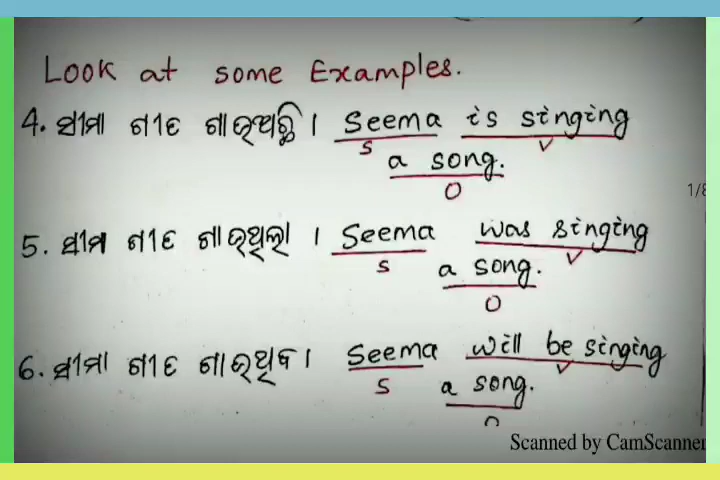 Look at some Examples.
4. ସୀମା ଗୀତ ଗାଉଅଛି । Seema is singing
S V
a song.
O
1/8
5. ସୀମା ଗୀତ ଗାଉଥିଲା । Seema was singing
S V
a song.
O
6. ସୀମା ଗୀତ ଗାଉଥିବ । Seema will be singing
S V
a song.
O
Scanned by CamScanner